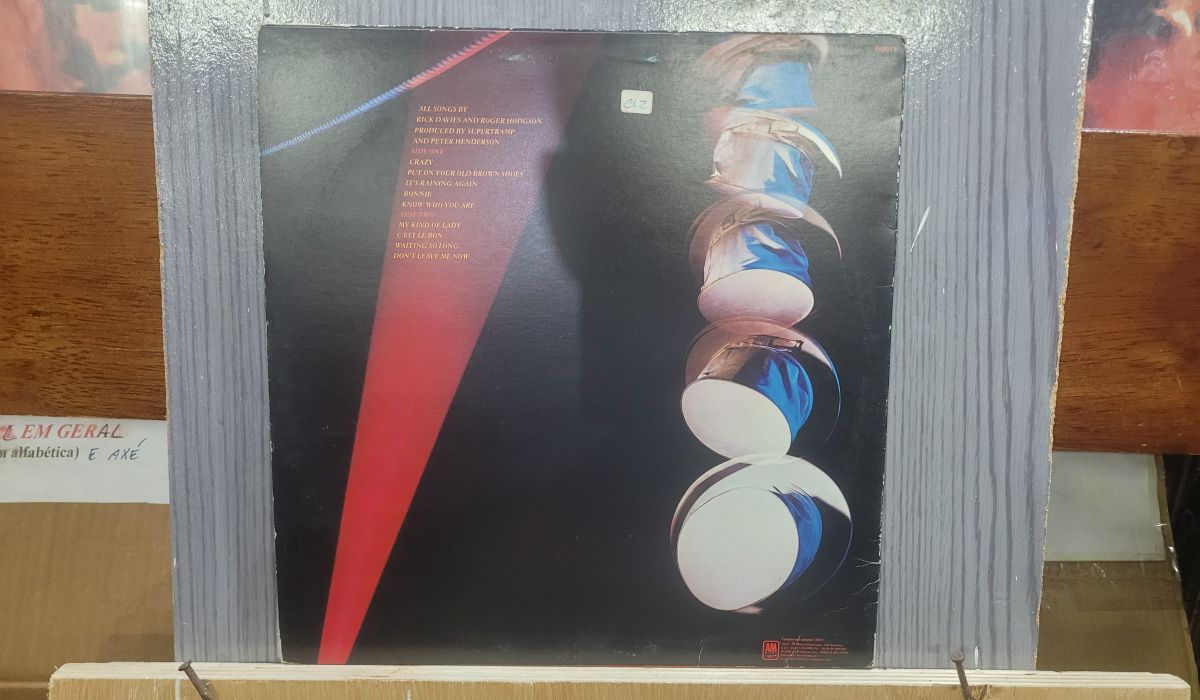 ALL SONGS BY
RICK DAVIES AND ROGER HODGSON
PRODUCED BY SUPERTRAMP
AND PETER HENDERSON
SIDE ONE
CRAZY
PUT ON YOUR OLD BROWN SHOES
IT'S RAINING AGAIN
BONNIE
KNOW WHO YOU ARE
SIDE TWO
MY KIND OF LADY
C'EST LE BON
WAITING SO LONG
DON'T LEAVE ME NOW
L EM GERAL
alfabética) E AXÉ
AM